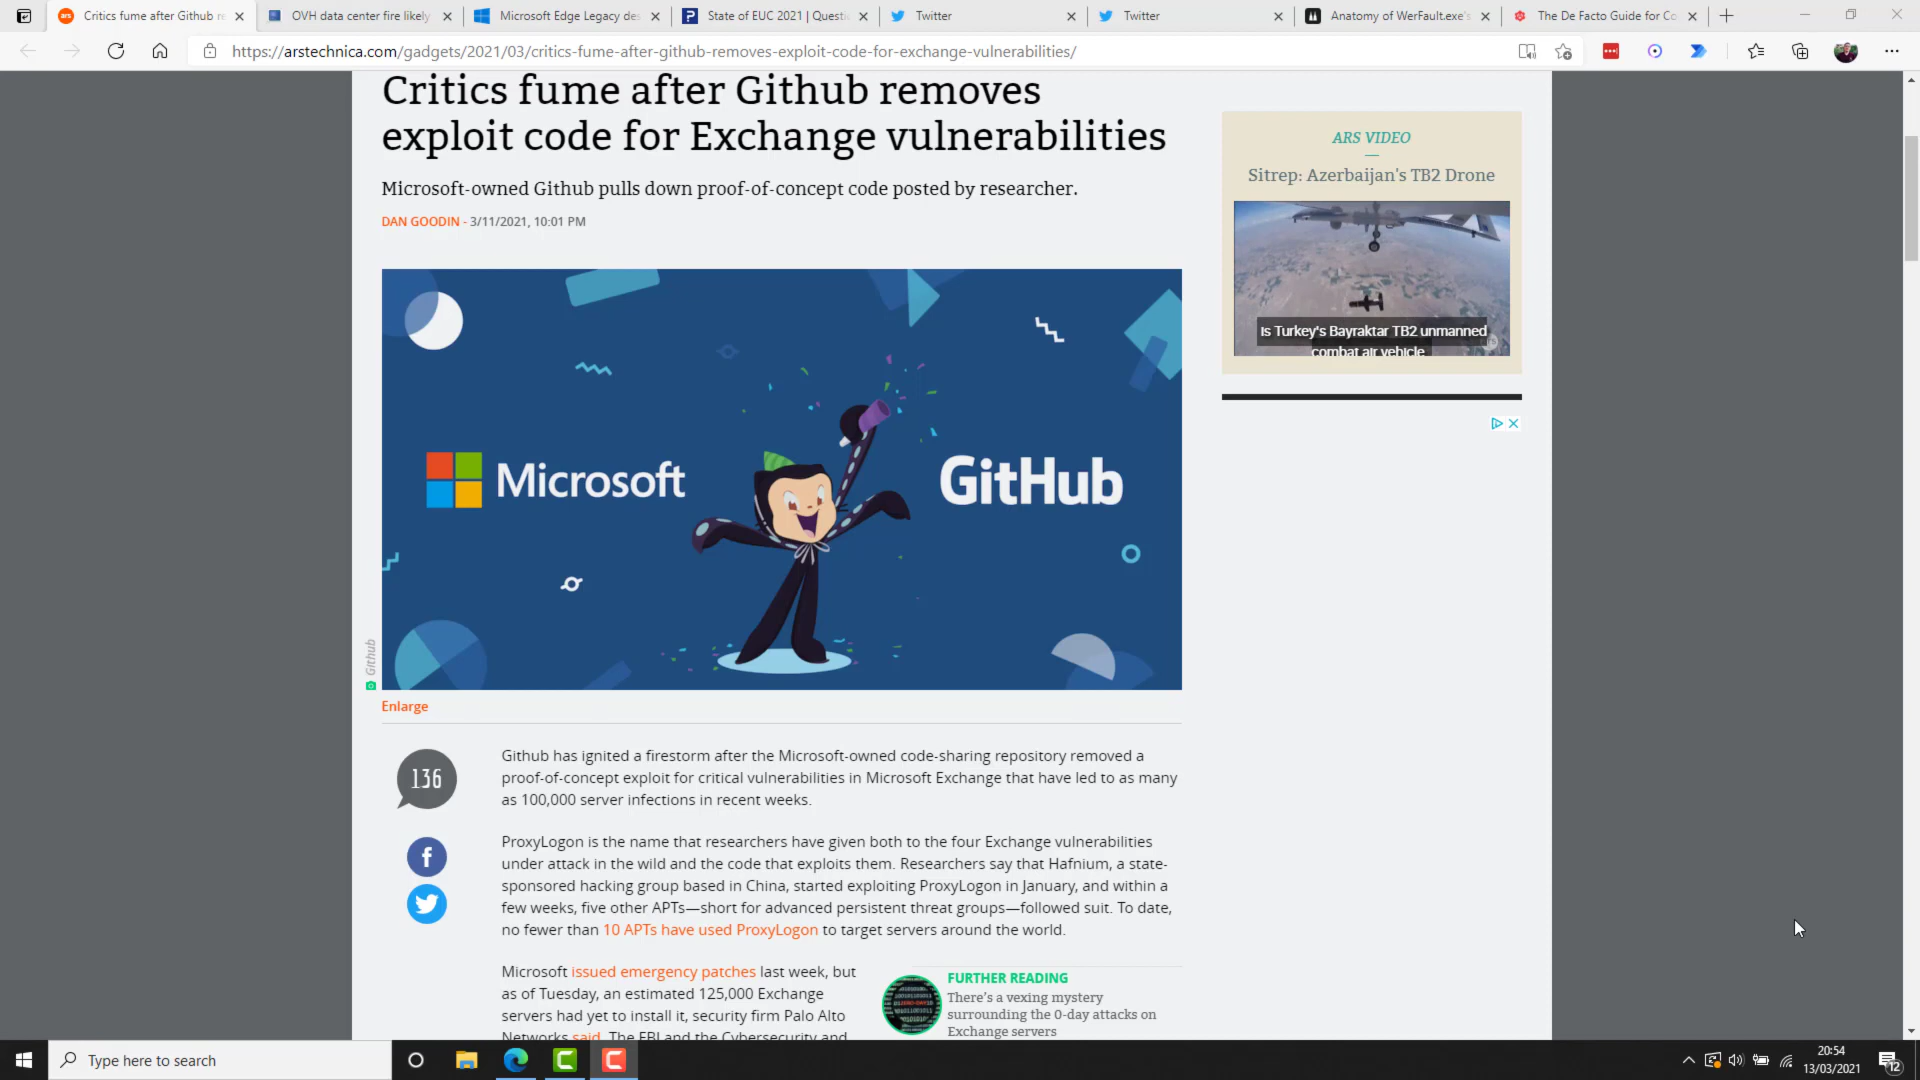 Critics fume after Github re
OVH data center fire likely
Microsoft Edge Legacy des
State of EUC 2021 | Questi
Twitter
Twitter
Anatomy of WerFault.exe's
The De Facto Guide for Co
https://arstechnica.com/gadgets/2021/03/critics-fume-after-github-removes-exploit-code-for-exchange-vulnerabilities/
Critics fume after Github removes
exploit code for Exchange vulnerabilities
Microsoft-owned Github pulls down proof-of-concept code posted by researcher.
DAN GOODIN - 3/11/2021, 10:01 PM
ARS VIDEO
Sitrep: Azerbaijan's TB2 Drone
Is Turkey's Bayraktar TB2 unmanned
combat air vehicle
Microsoft
GitHub
Github
Enlarge
136
Github has ignited a firestorm after the Microsoft-owned code-sharing repository removed a
proof-of-concept exploit for critical vulnerabilities in Microsoft Exchange that have led to as many
as 100,000 server infections in recent weeks.
ProxyLogon is the name that researchers have given both to the four Exchange vulnerabilities
under attack in the wild and the code that exploits them. Researchers say that Hafnium, a state-
sponsored hacking group based in China, started exploiting ProxyLogon in January, and within a
few weeks, five other APTs—short for advanced persistent threat groups—followed suit. To date,
no fewer than 10 APTs have used ProxyLogon to target servers around the world.
Microsoft issued emergency patches last week, but
as of Tuesday, an estimated 125,000 Exchange
servers had yet to install it, security firm Palo Alto
Networks said. The FBI and the Cybersecurity and
FURTHER READING
There's a vexing mystery
surrounding the 0-day attacks on
Exchange servers
Type here to search
20:54
13/03/2021
12